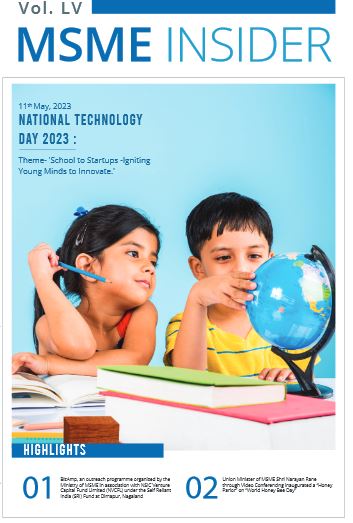 Vol. LV
MSME INSIDER
11th May, 2023
NATIONAL TECHNOLOGY
DAY 2023 :
Theme- 'School to Startups -Igniting
Young Minds to Innovate.'
HIGHLIGHTS
01
BizAmp, an outreach programme organized by the
Ministry of MSME in association with NSIC Venture
Capital Fund Limited (NVCFL) under the Self Reliant
India (SRI) Fund at Dimapur, Nagaland
02
Union Minister of MSME Shri Narayan Rane
through Video Conferencing inaugurated a "Honey
Parlor" on "World Honey Bee Day"